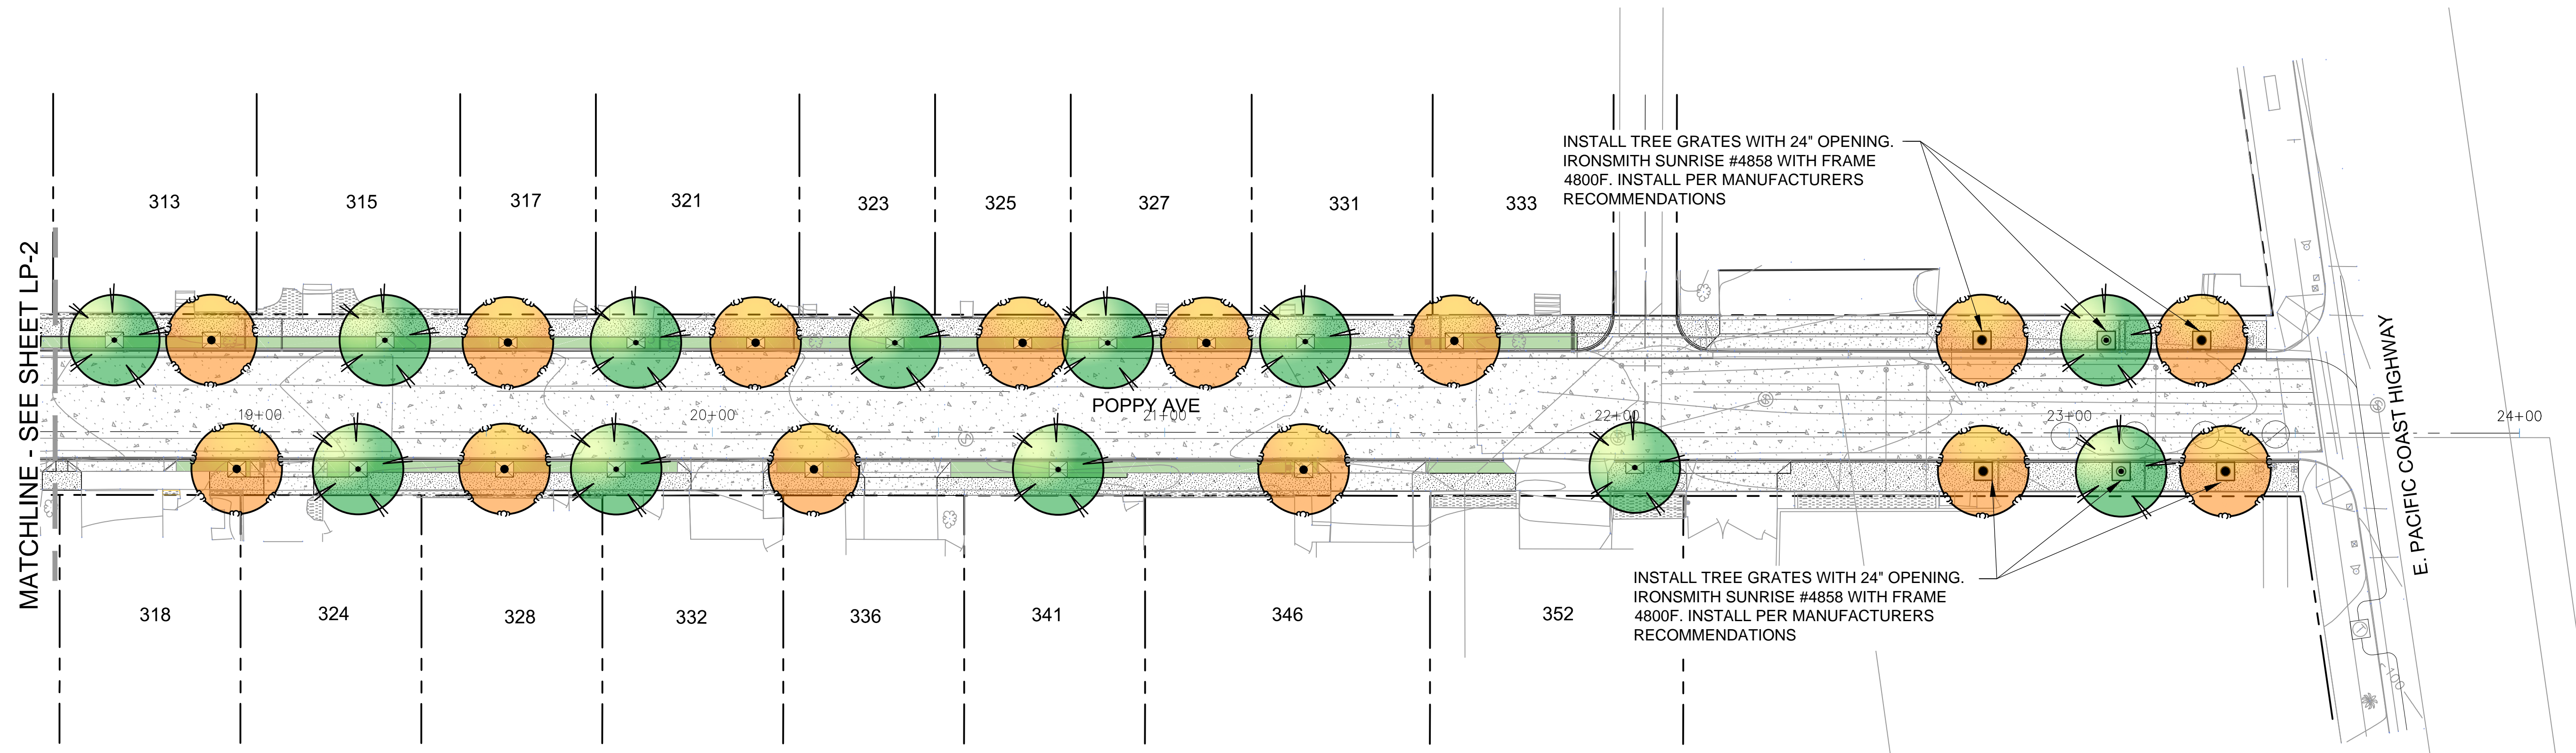 INSTALL TREE GRATES WITH 24" OPENING.
IRONSMITH SUNRISE #4858 WITH FRAME
4800F. INSTALL PER MANUFACTURERS
RECOMMENDATIONS
313
315
317
321
323
325
327
331
333
MATCHLINE - SEE SHEET LP-2
POPPY AVE
19+00
20+00
21+00
22+00
23+00
24+00
E. PACIFIC COAST HIGHWAY
INSTALL TREE GRATES WITH 24" OPENING.
IRONSMITH SUNRISE #4858 WITH FRAME
4800F. INSTALL PER MANUFACTURERS
RECOMMENDATIONS
318
324
328
332
336
341
346
352